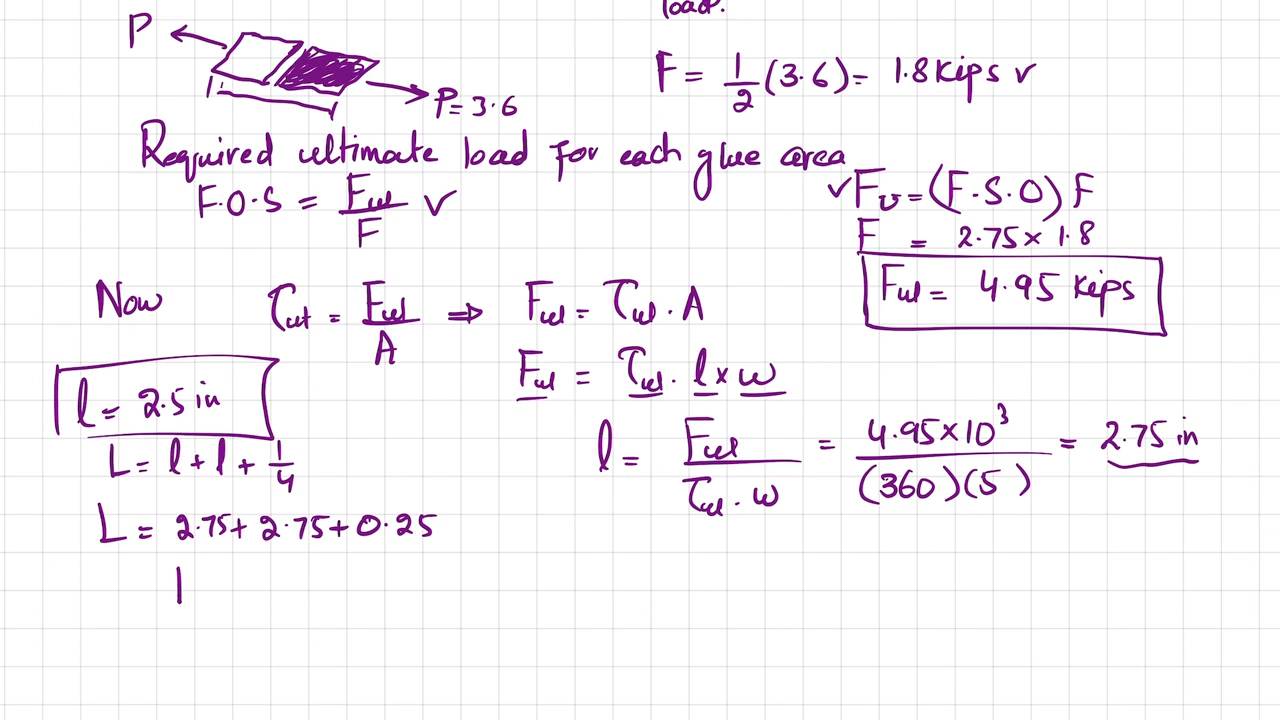 load.
P
F = 1/2 (3.6) = 1.8 Kips v
P = 3.6
Required ultimate load for each glue area
F.O.S = Ful/F v
v Fu = (F.S.O) F
F = 2.75 × 1.8
Ful = 4.95 kips
Now τut = Ful/A ⇒ Ful = τul . A
Ful = τul . l × w
l = 2.5 in
l = Ful/(τul . w) = 4.95×10³/((360)(5)) = 2.75 in
L = l + l + 1/4
L = 2.75 + 2.75 + 0.25